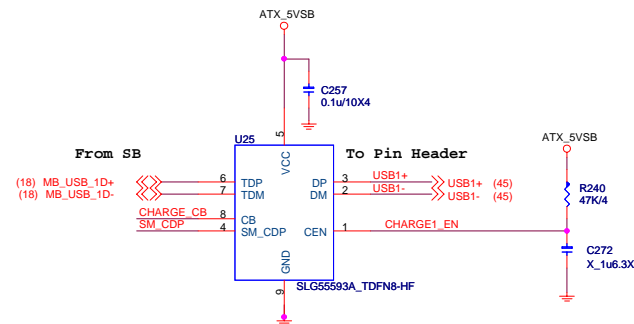 ATX_5VSB
C257
0.1u/10X4
From SB
U25
5
VCC
To Pin Header
ATX_5VSB
(18) MB_USB_1D+
6
TDP
DP
3
USB1+
USB1+ (45)
(18) MB_USB_1D-
7
TDM
DM
2
USB1-
USB1- (45)
R240
47K/4
CHARGE_CB
8
CB
SM_CDP
4
SM_CDP
CEN
1
CHARGE1_EN
C272
X_1u6.3X
GND
9
SLG55593A_TDFN8-HF